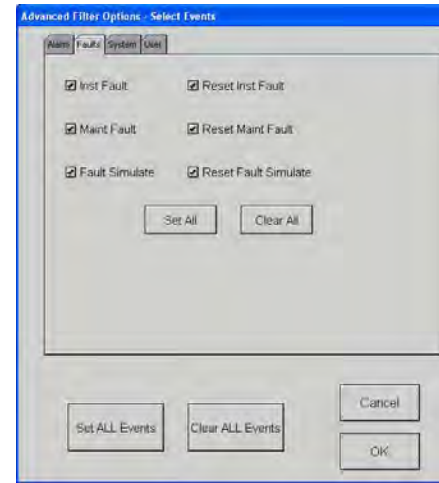 Advanced Filter Options - Select Events
Alarm Faults System User
Inst Fault Reset Inst Fault
Maint Fault Reset Maint Fault
Fault Simulate Reset Fault Simulate
Set All Clear All
Set ALL Events Clear ALL Events
Cancel
OK